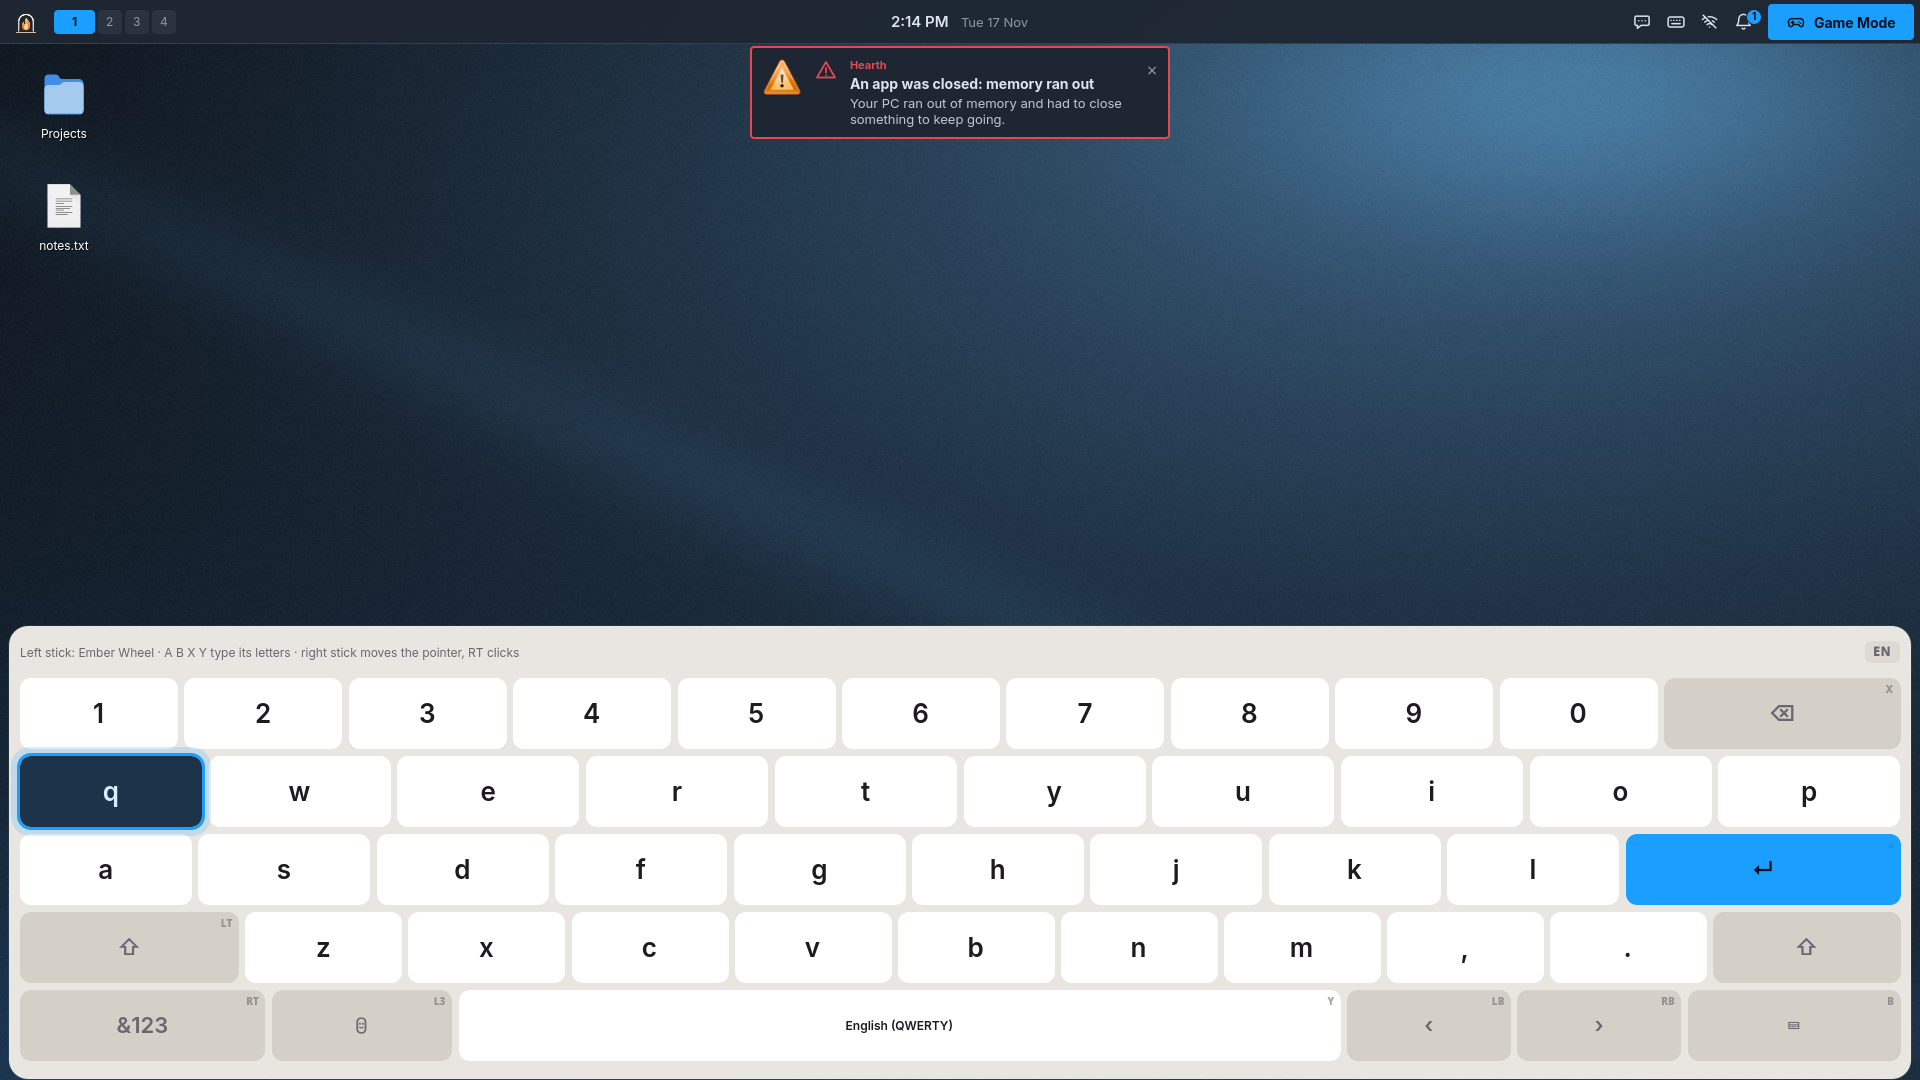 1 2 3 4
2:14 PM Tue 17 Nov
1
Game Mode
Projects
notes.txt
Hearth
An app was closed: memory ran out
Your PC ran out of memory and had to close
something to keep going.
Left stick: Ember Wheel · A B X Y type its letters · right stick moves the pointer, RT clicks
EN
1 2 3 4 5 6 7 8 9 0 X
q w e r t y u i o p
a s d f g h j k l
LT z x c v b n m , .
&123 RT L3 English (QWERTY) Y ‹ LB › RB B